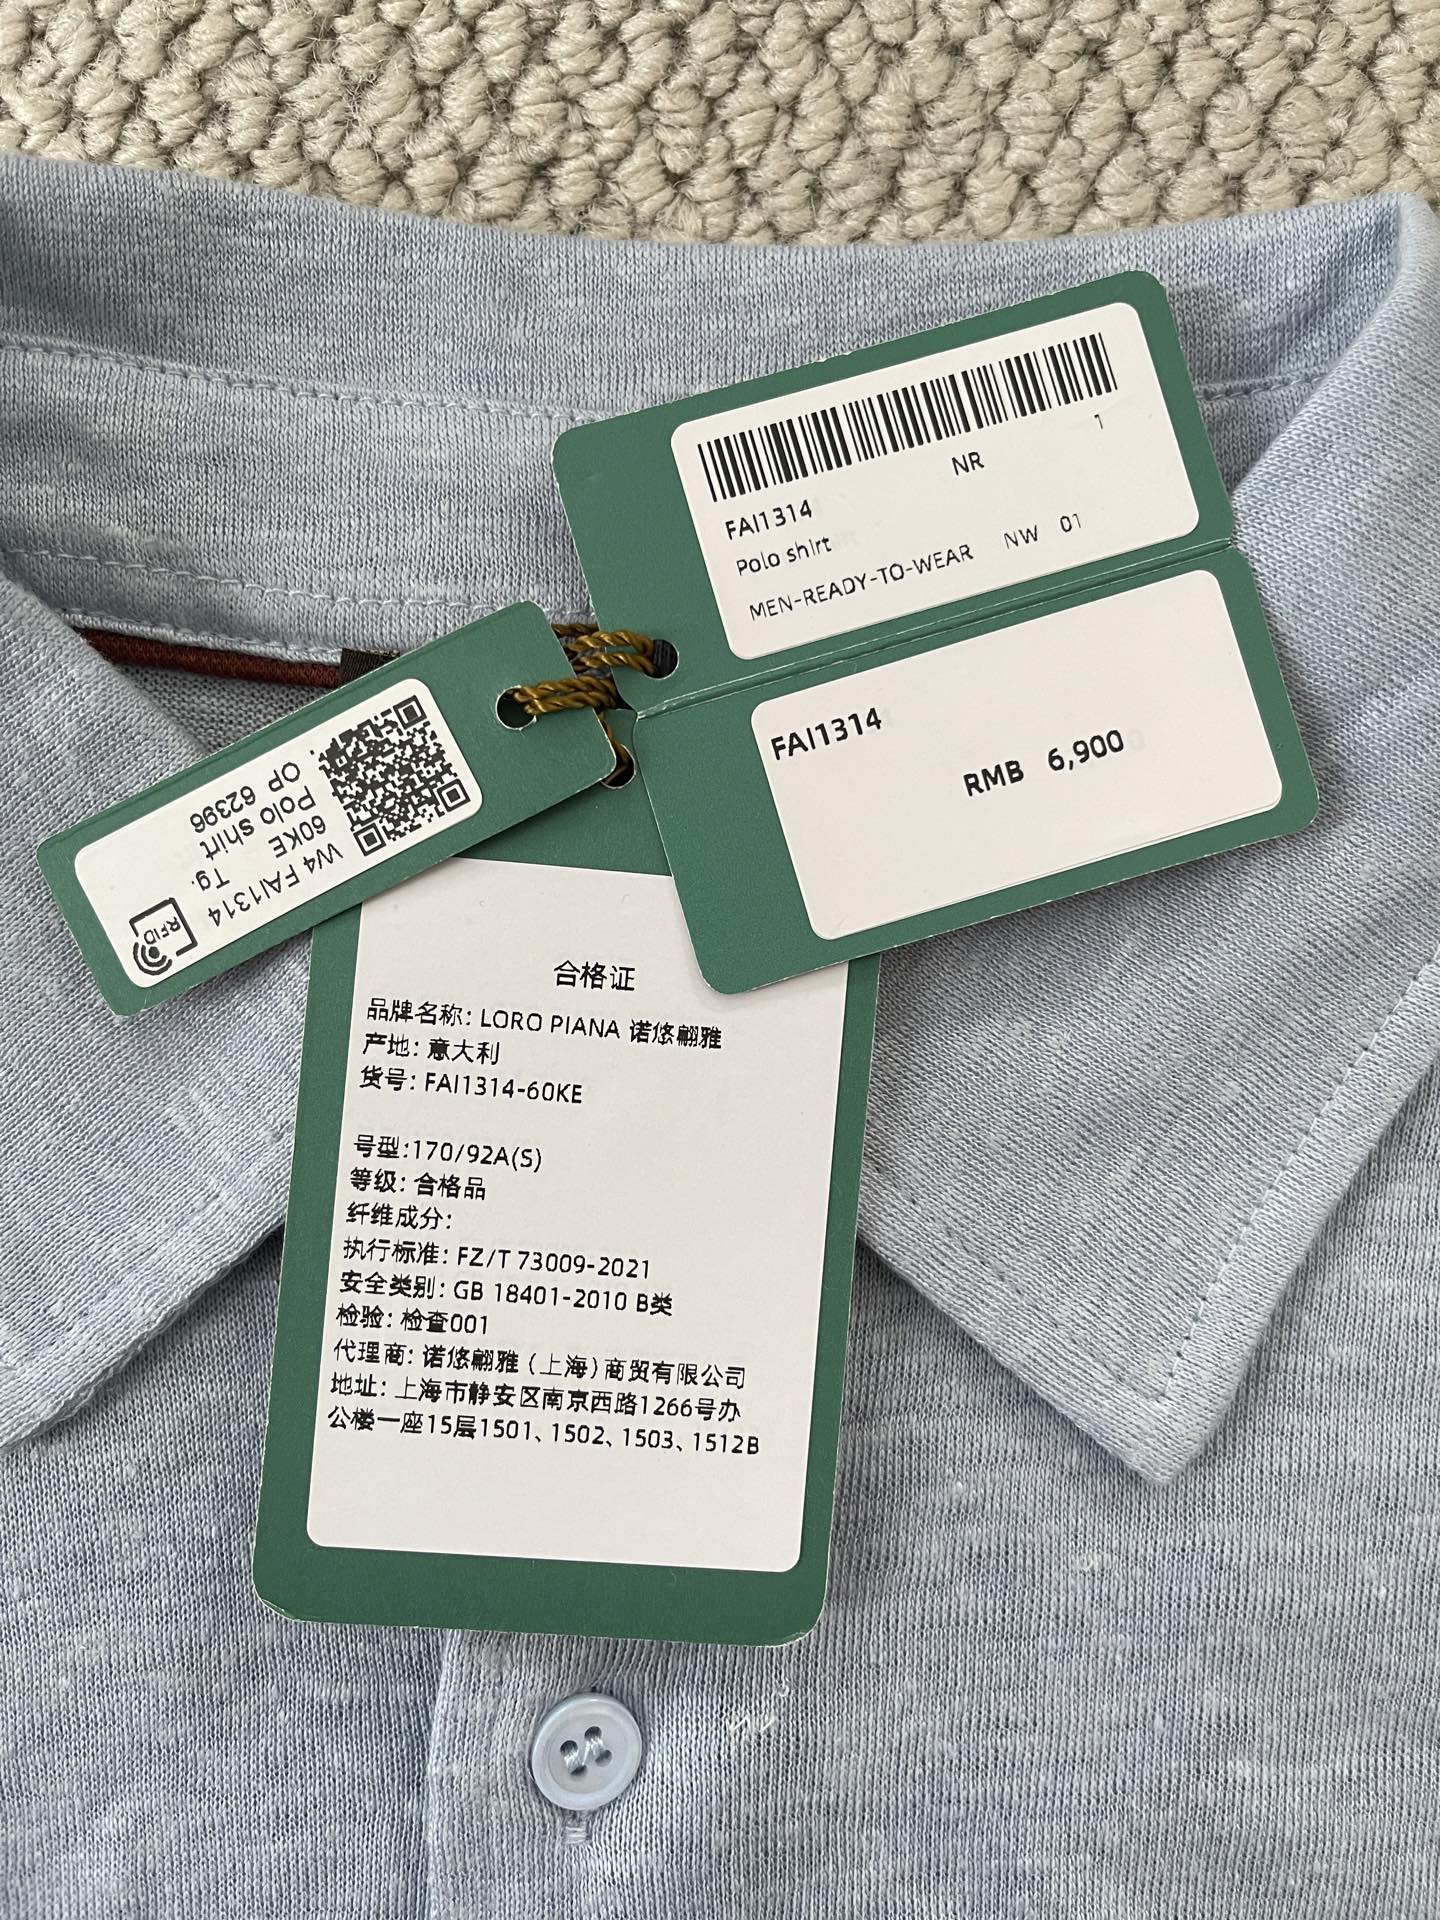 NR
1
FAI1314
Polo shirt
MEN-READY-TO-WEAR NW 01
FAI1314
RMB 6,900
W4 FAI1314
60KE Tg.
Polo shirt
OP 62396
RFID
合格证
品牌名称: LORO PIANA 诺悠翩雅
产地: 意大利
货号: FAI1314-60KE
号型:170/92A(S)
等级: 合格品
纤维成分:
执行标准: FZ/T 73009-2021
安全类别: GB 18401-2010 B类
检验: 检查001
代理商: 诺悠翩雅（上海）商贸有限公司
地址: 上海市静安区南京西路1266号办
公楼一座15层1501、1502、1503、1512B